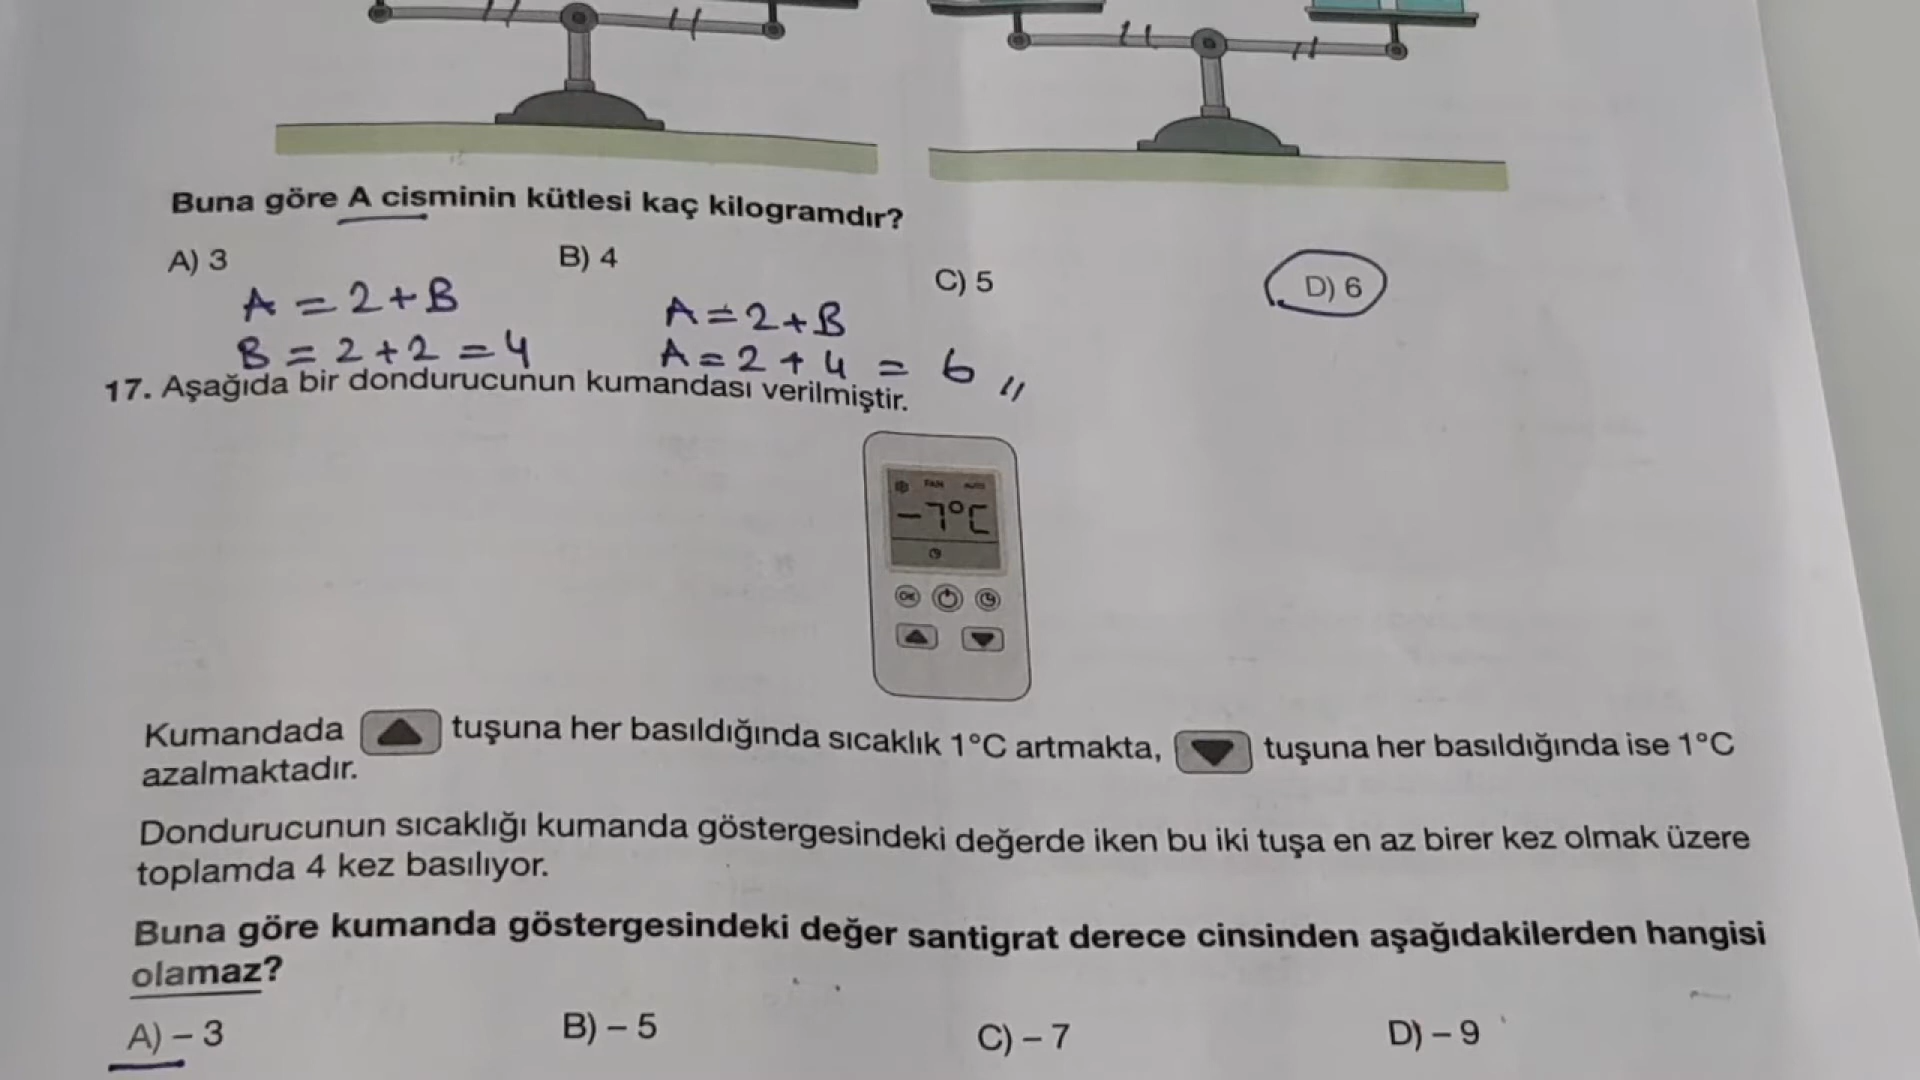 Buna göre A cisminin kütlesi kaç kilogramdır?
A) 3
B) 4
C) 5
D) 6
A = 2 + B
B = 2 + 2 = 4
A = 2 + B
A = 2 + 4 = 6 //
17. Aşağıda bir dondurucunun kumandası verilmiştir.
FAN AUTO
-7°C
OK
Kumandada tuşuna her basıldığında sıcaklık 1°C artmakta, tuşuna her basıldığında ise 1°C
azalmaktadır.
Dondurucunun sıcaklığı kumanda göstergesindeki değerde iken bu iki tuşa en az birer kez olmak üzere
toplamda 4 kez basılıyor.
Buna göre kumanda göstergesindeki değer santigrat derece cinsinden aşağıdakilerden hangisi
olamaz?
A) – 3
B) – 5
C) – 7
D) – 9